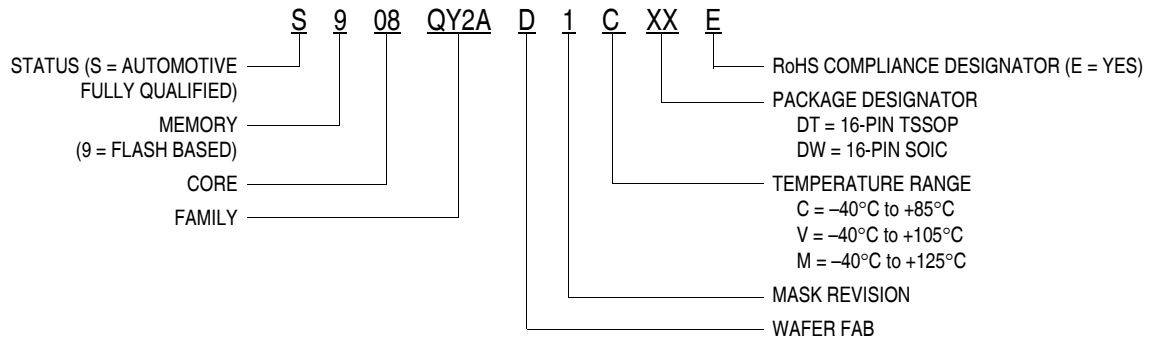 S 9 08 QY2A D 1 C XX E
STATUS (S = AUTOMOTIVE
FULLY QUALIFIED)
MEMORY
(9 = FLASH BASED)
CORE
FAMILY
RoHS COMPLIANCE DESIGNATOR (E = YES)
PACKAGE DESIGNATOR
DT = 16-PIN TSSOP
DW = 16-PIN SOIC
TEMPERATURE RANGE
C = –40°C to +85°C
V = –40°C to +105°C
M = –40°C to +125°C
MASK REVISION
WAFER FAB